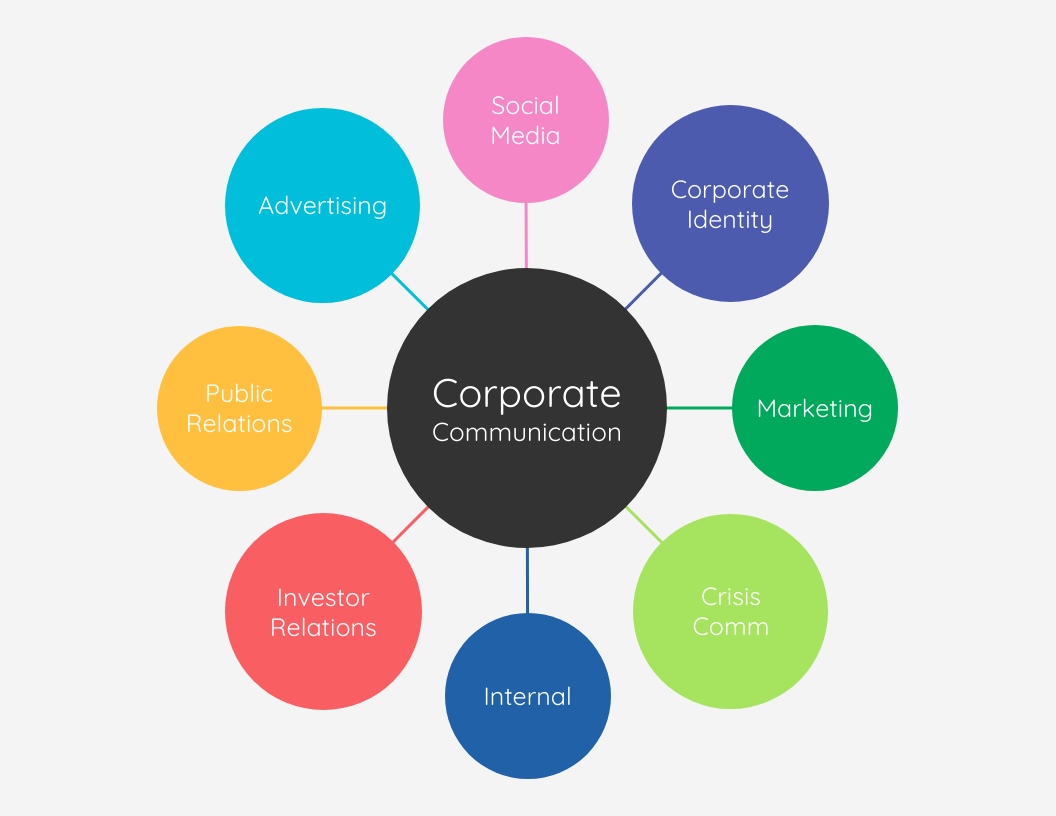 Social
Media
Corporate
Identity
Advertising
Public
Relations
Corporate
Communication
Marketing
Investor
Relations
Crisis
Comm
Internal